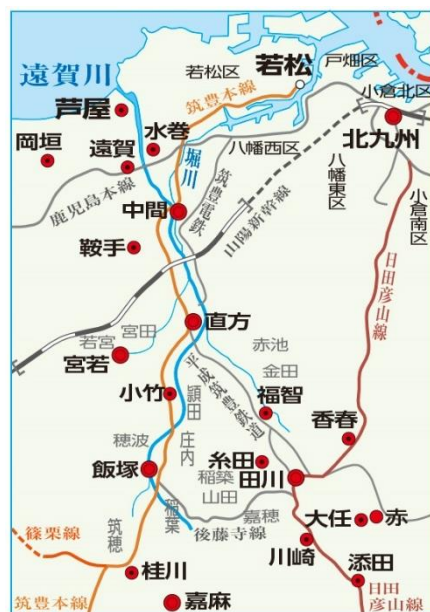 遠賀川
若松区
若松
戸畑区
筑豊本線
芦屋
小倉北区
岡垣
水巻
遠賀
堀川
八幡西区
北九州
八幡東区
小倉南区
鹿児島本線
中間
筑豊電鉄
山陽新幹線
鞍手
日田彦山線
直方
若宮
宮田
宮若
赤池
金田
平成筑豊鉄道
小竹
頴田
福智
香春
穂波
庄内
糸田
飯塚
稲築
田川
山田
稲葉
嘉穂
大任
赤
筑穂
後藤寺線
川崎
篠栗線
添田
桂川
嘉麻
筑豊本線
日田
彦山線